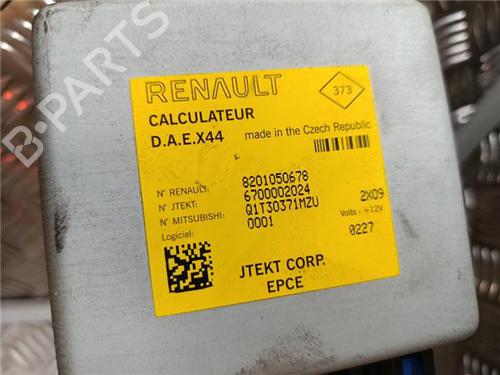 RENAULT
373
CALCULATEUR
D.A.E.X44
made in the Czech Republic
N° RENAULT: 8201050678
N° JTEKT: 6700002024
N° MITSUBISHI: Q1T30371MZU 2X09
Logiciel: 0001 Volts: +12V
0227
JTEKT CORP.
EPCE
B-PARTS